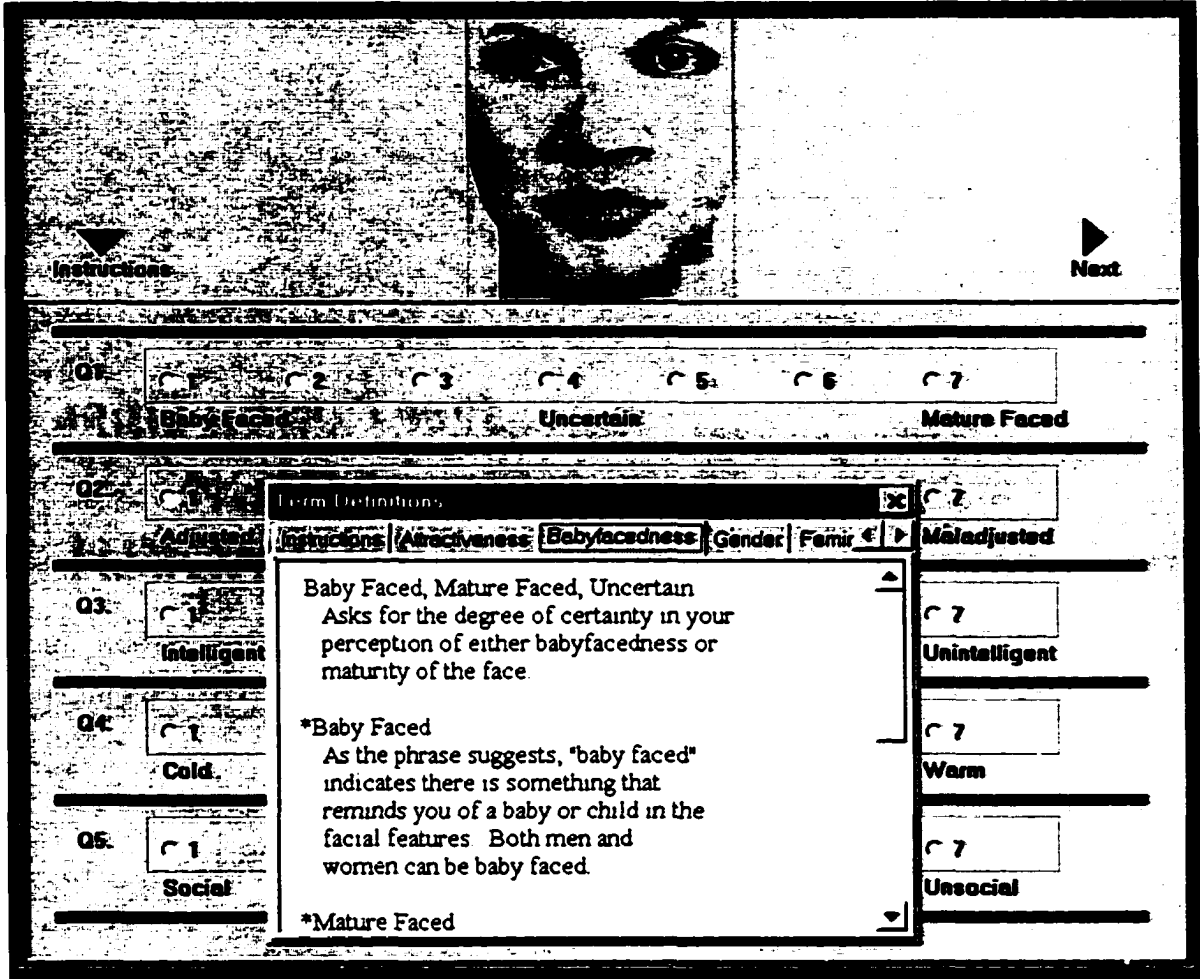 Instructions
Next
Q1.
1 2 3 4 5 6 7
Baby Faced Uncertain Mature Faced
Q2.
1 7
Adjusted Maladjusted
Term Definitions
Instructions Attractiveness Babyfacedness Gender Femir
Q3.
1 7
Intelligent Unintelligent
Q4.
1 7
Cold Warm
Q5.
1 7
Social Unsocial
Baby Faced, Mature Faced, Uncertain
Asks for the degree of certainty in your
perception of either babyfacedness or
maturity of the face.
*Baby Faced
As the phrase suggests, "baby faced"
indicates there is something that
reminds you of a baby or child in the
facial features. Both men and
women can be baby faced.
*Mature Faced